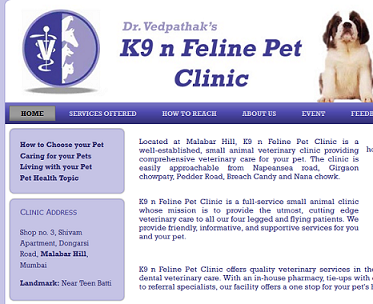 Dr. Vedpathak's
K9 n Feline Pet
Clinic
HOME SERVICES OFFERED HOW TO REACH ABOUT US EVENT FEEDB
How to Choose your Pet
Caring for your Pets
Living with your Pet
Pet Health Topic
CLINIC ADDRESS
Shop no. 3, Shivam
Apartment, Dongarsi
Road, Malabar Hill,
Mumbai
Landmark: Near Teen Batti
Located at Malabar Hill, K9 n Feline Pet Clinic is a
well-established, small animal veterinary clinic providing
comprehensive veterinary care for your pet. The clinic is
easily approachable from Napeansea road, Girgaon
chowpaty, Pedder Road, Breach Candy and Nana chowk.
K9 n Feline Pet Clinic is a full-service small animal clinic
whose mission is to provide the utmost, cutting edge
veterinary care to all our four legged and flying patients. We
provide friendly, informative, and supportive services for you
and your pet.
K9 n Feline Pet Clinic offers quality veterinary services in the
dental veterinary care. With an in-house pharmacy, tie-ups with
to referral specialists, our facility offers a one stop for your pet's